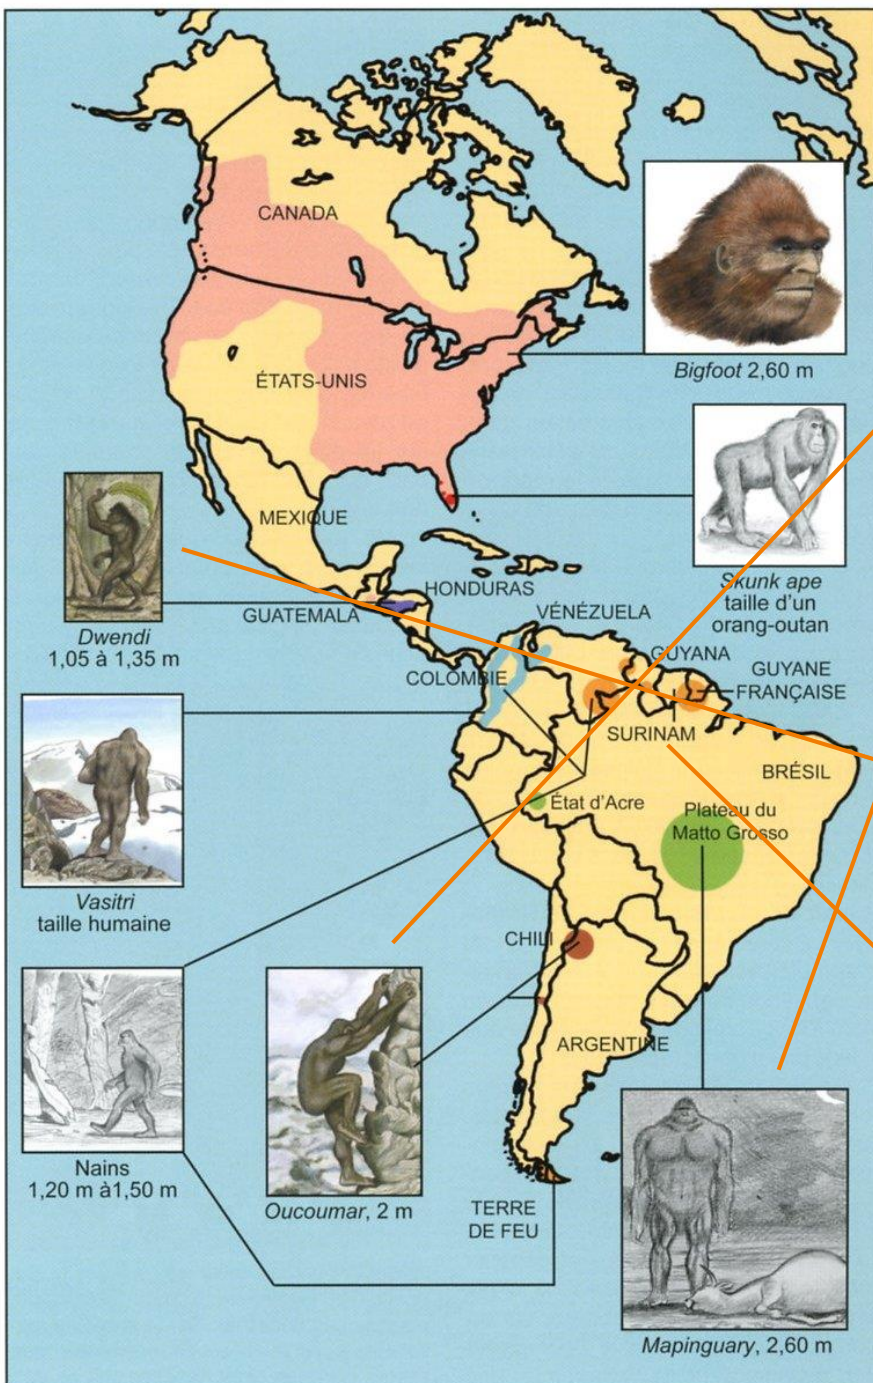 CANADA
Bigfoot 2,60 m
ÉTATS-UNIS
MEXIQUE
Skunk ape
taille d'un
orang-outan
HONDURAS
GUATEMALA
Dwendi
1,05 à 1,35 m
VÉNÉZUELA
GUYANA
COLOMBIE
GUYANE
FRANÇAISE
SURINAM
BRÉSIL
État d'Acre
Plateau du
Matto Grosso
Vasitri
taille humaine
CHILI
ARGENTINE
Nains
1,20 m à1,50 m
Oucoumar, 2 m
TERRE
DE FEU
Mapinguary, 2,60 m